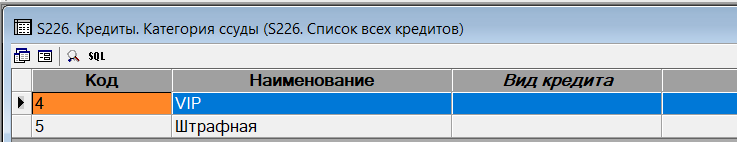 S226. Кредиты. Категория ссуды (S226. Список всех кредитов)
SQL
Код Наименование Вид кредита
4 VIP
5 Штрафная